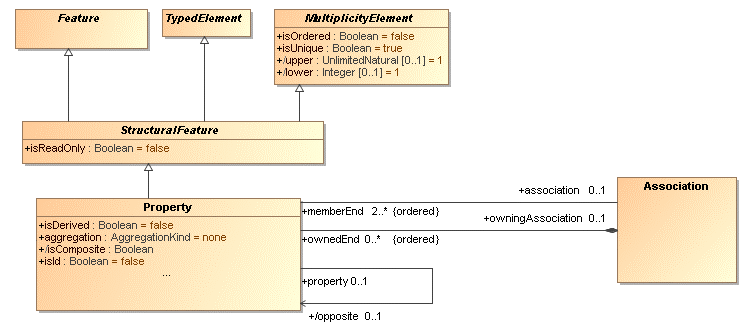 Feature
TypedElement
MultiplicityElement
+isOrdered : Boolean = false
+isUnique : Boolean = true
+/upper : UnlimitedNatural [0..1] = 1
+/lower : Integer [0..1] = 1
StructuralFeature
+isReadOnly : Boolean = false
Property
+isDerived : Boolean = false
+aggregation : AggregationKind = none
+/isComposite : Boolean
+isId : Boolean = false
...
Association
+association 0..1
+memberEnd 2..* {ordered}
+owningAssociation 0..1
+ownedEnd 0..* {ordered}
+property 0..1
+/opposite 0..1